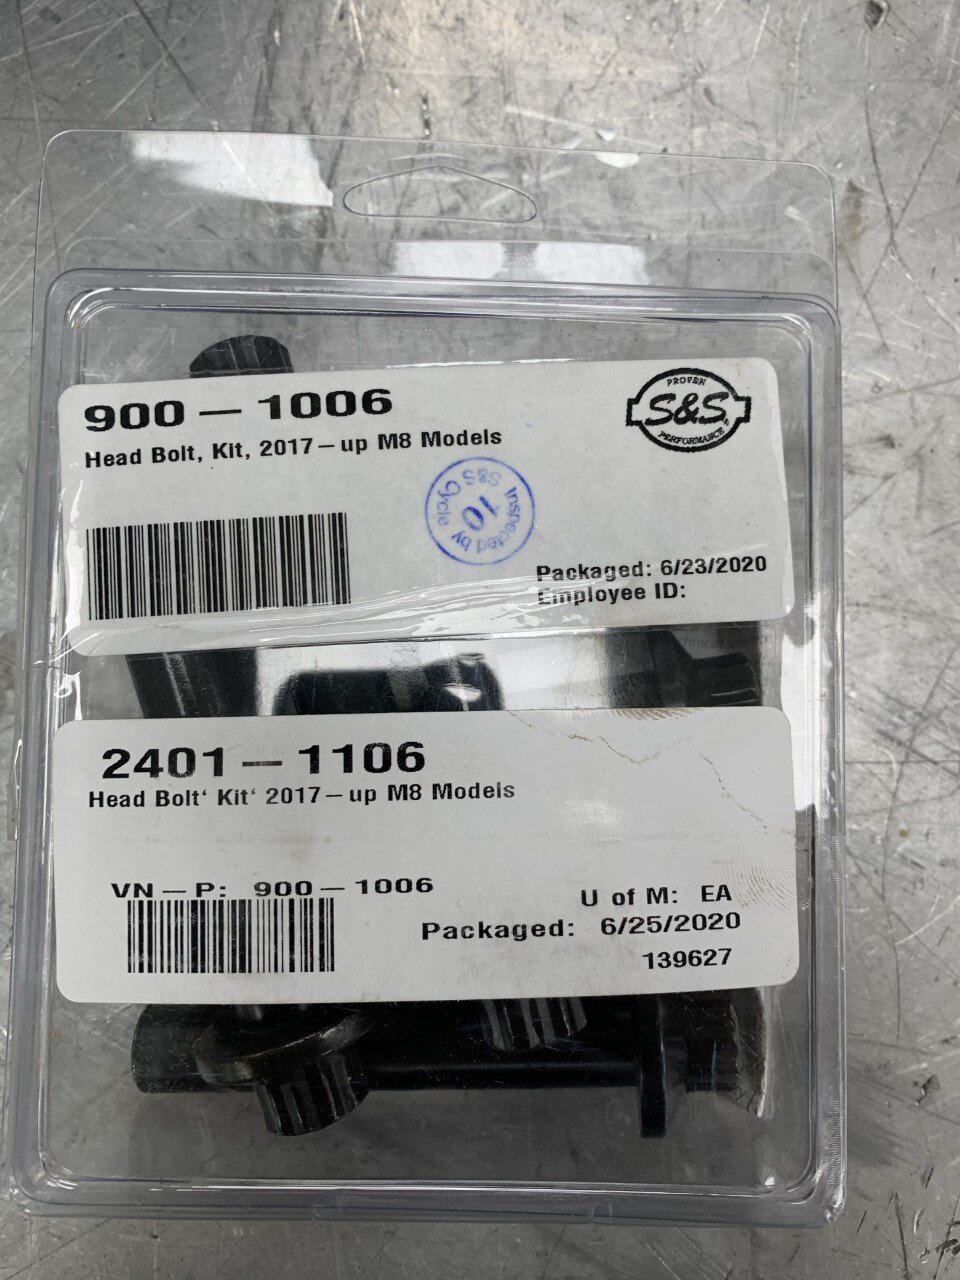 900 — 1006
Head Bolt, Kit, 2017 — up M8 Models
PROVEN
S&S
PERFORMANCE
Inspected by
10
S&S Cycle
Packaged: 6/23/2020
Employee ID:
2401 — 1106
Head Bolt‘ Kit‘ 2017 — up M8 Models
VN — P: 900 — 1006
U of M: EA
Packaged: 6/25/2020
139627